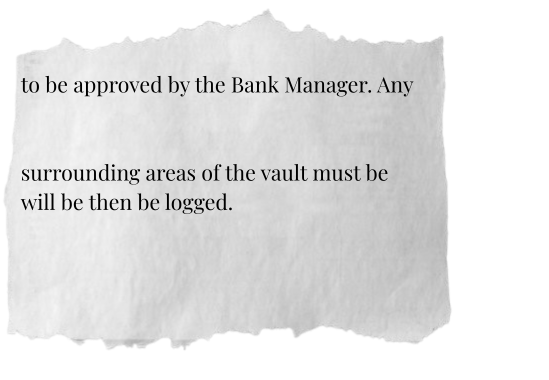 to be approved by the Bank Manager. Any
surrounding areas of the vault must be
will be then be logged.